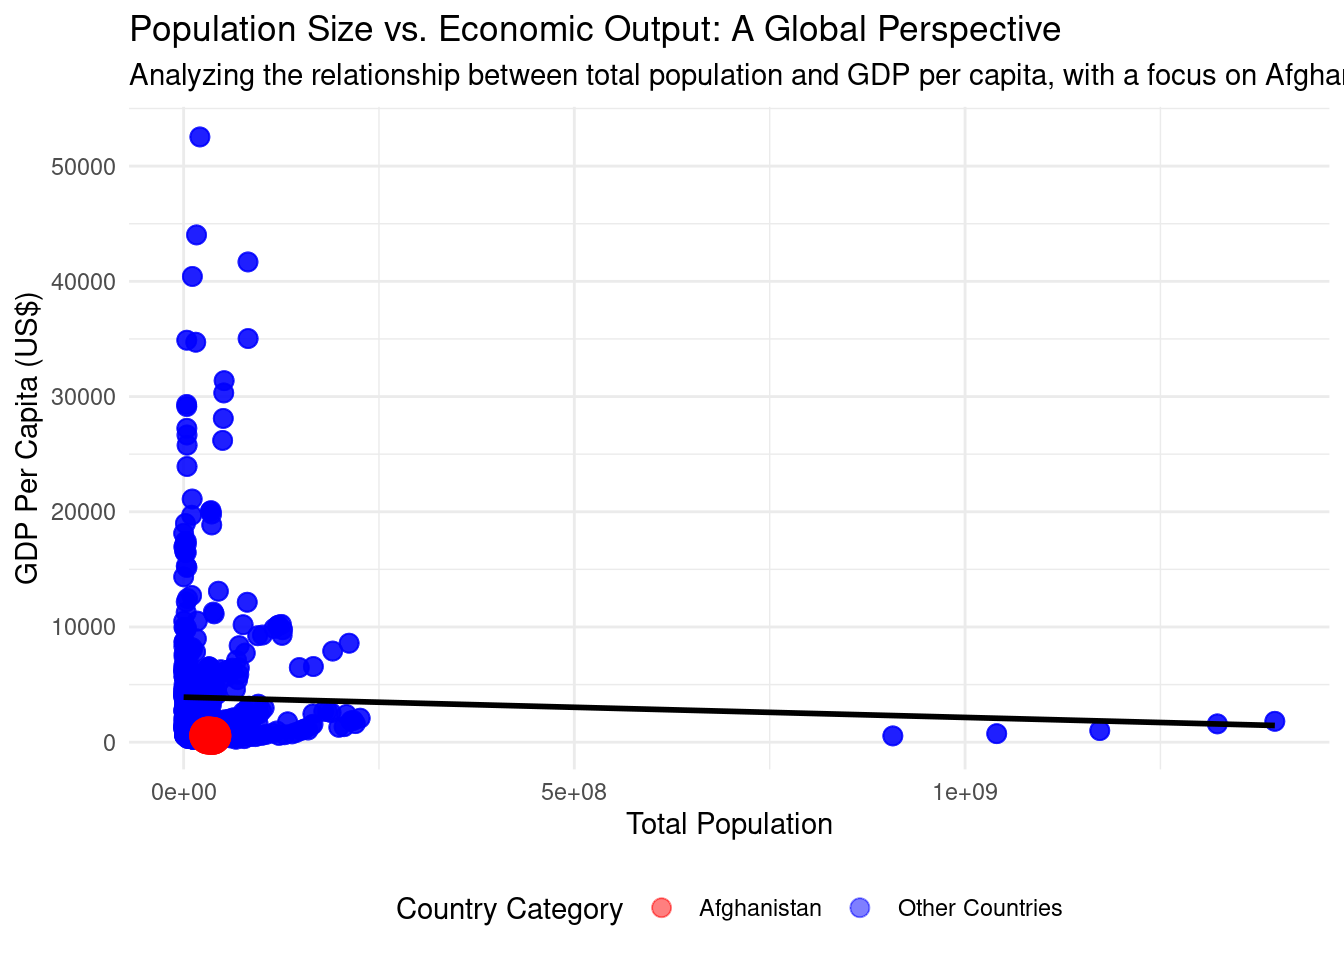 Population Size vs. Economic Output: A Global Perspective
Analyzing the relationship between total population and GDP per capita, with a focus on Afghan
50000
40000
30000
20000
10000
0
GDP Per Capita (US$)
0e+00 5e+08 1e+09
Total Population
Country Category Afghanistan Other Countries